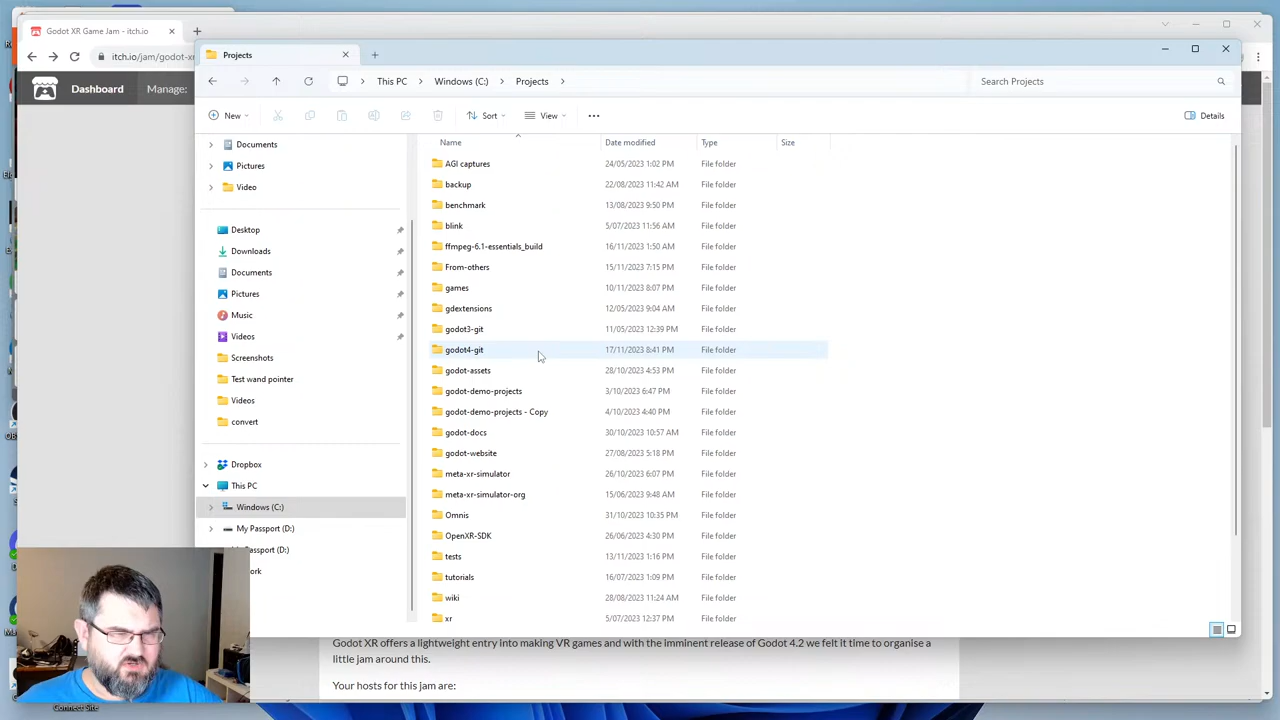 Godot XR Game Jam - itch.io
itch.io/jam/godot-xr
Dashboard
Manage:
Projects
This PC
Windows (C:)
Projects
Search Projects
New
Sort
View
Details
Documents
Pictures
Video
Desktop
Downloads
Documents
Pictures
Music
Videos
Screenshots
Test wand pointer
Videos
convert
Dropbox
This PC
Windows (C:)
My Passport (D:)
Passport (D:)
Name Date modified Type Size
AGI captures 24/05/2023 1:02 PM File folder
backup 22/08/2023 11:42 AM File folder
benchmark 13/08/2023 9:50 PM File folder
blink 5/07/2023 11:56 AM File folder
ffmpeg-6.1-essentials_build 16/11/2023 1:50 AM File folder
From-others 15/11/2023 7:15 PM File folder
games 10/11/2023 8:07 PM File folder
gdextensions 12/05/2023 9:04 AM File folder
godot3-git 11/05/2023 12:39 PM File folder
godot4-git 17/11/2023 8:41 PM File folder
godot-assets 28/10/2023 4:53 PM File folder
godot-demo-projects 3/10/2023 6:47 PM File folder
godot-demo-projects - Copy 4/10/2023 4:40 PM File folder
godot-docs 30/10/2023 10:57 AM File folder
godot-website 27/08/2023 5:18 PM File folder
meta-xr-simulator 26/10/2023 6:07 PM File folder
meta-xr-simulator-org 15/06/2023 9:48 AM File folder
Omnis 31/10/2023 10:35 PM File folder
OpenXR-SDK 26/06/2023 4:30 PM File folder
tests 13/11/2023 1:16 PM File folder
tutorials 16/07/2023 1:09 PM File folder
wiki 28/08/2023 11:24 AM File folder
xr 5/07/2023 12:37 PM File folder
Godot XR offers a lightweight entry into making VR games and with the imminent release of Godot 4.2 we felt it time to organise a
little jam around this.
Your hosts for this jam are:
Connect Site